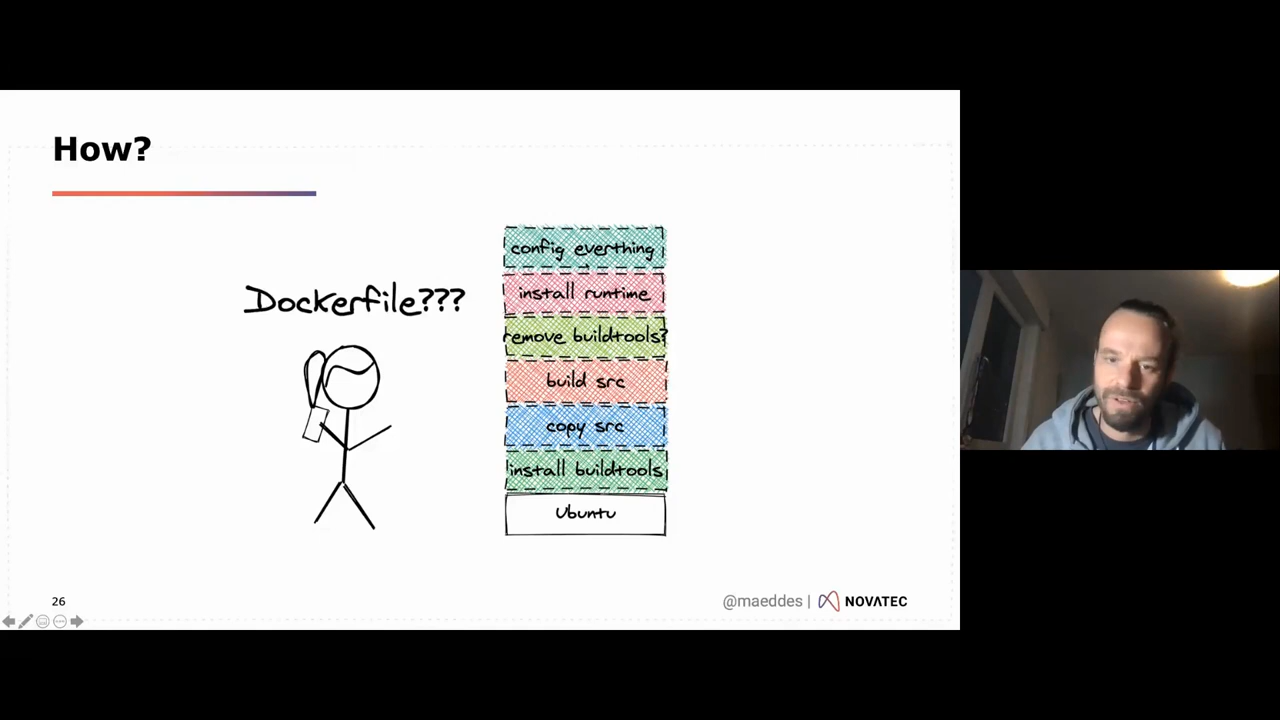 How?
Dockerfile???
config everthing
install runtime
remove buildtools?
build src
copy src
install buildtools
Ubuntu
26
@maeddes | NOVATEC